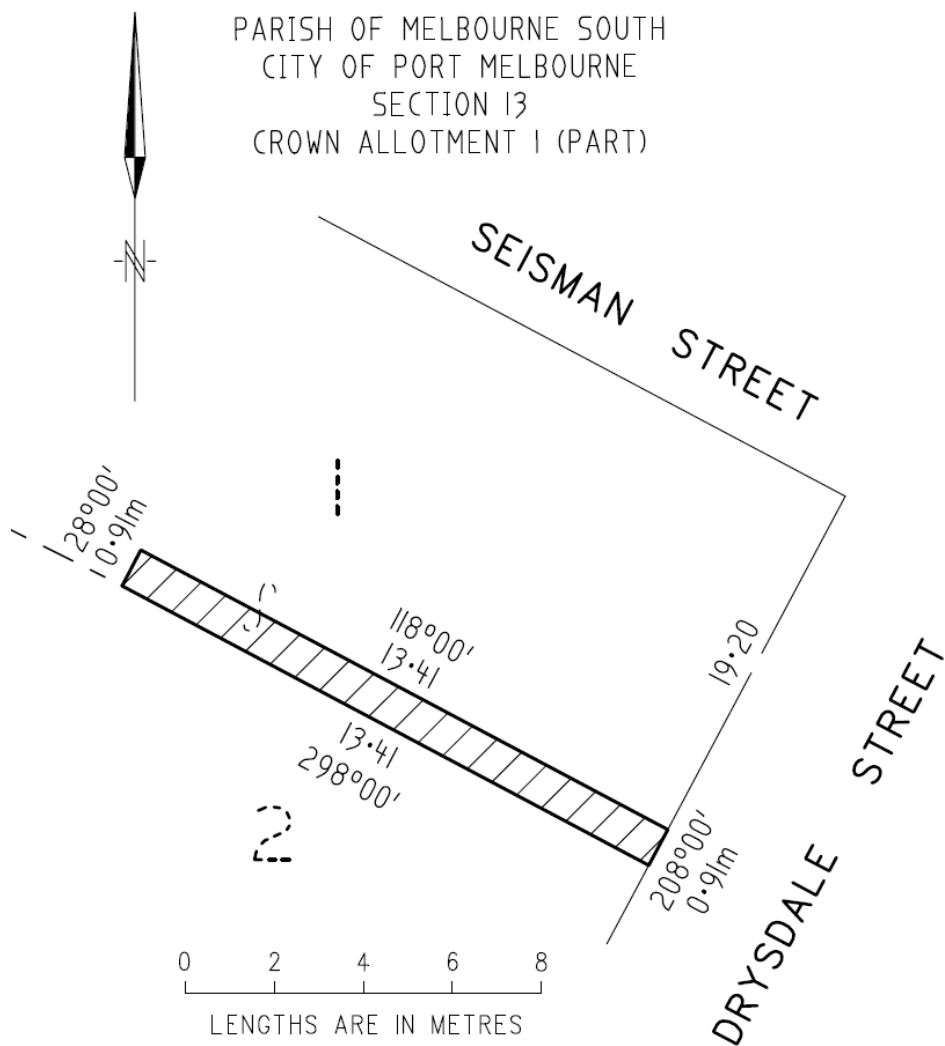 PARISH OF MELBOURNE SOUTH
CITY OF PORT MELBOURNE
SECTION 13
CROWN ALLOTMENT 1 (PART)
N
SEISMAN STREET
1
28°00'
0·91m
118°00'
13·41
19·20
13·41
298°00'
2
208°00'
0·91m
DRYSDALE STREET
0 2 4 6 8
LENGTHS ARE IN METRES